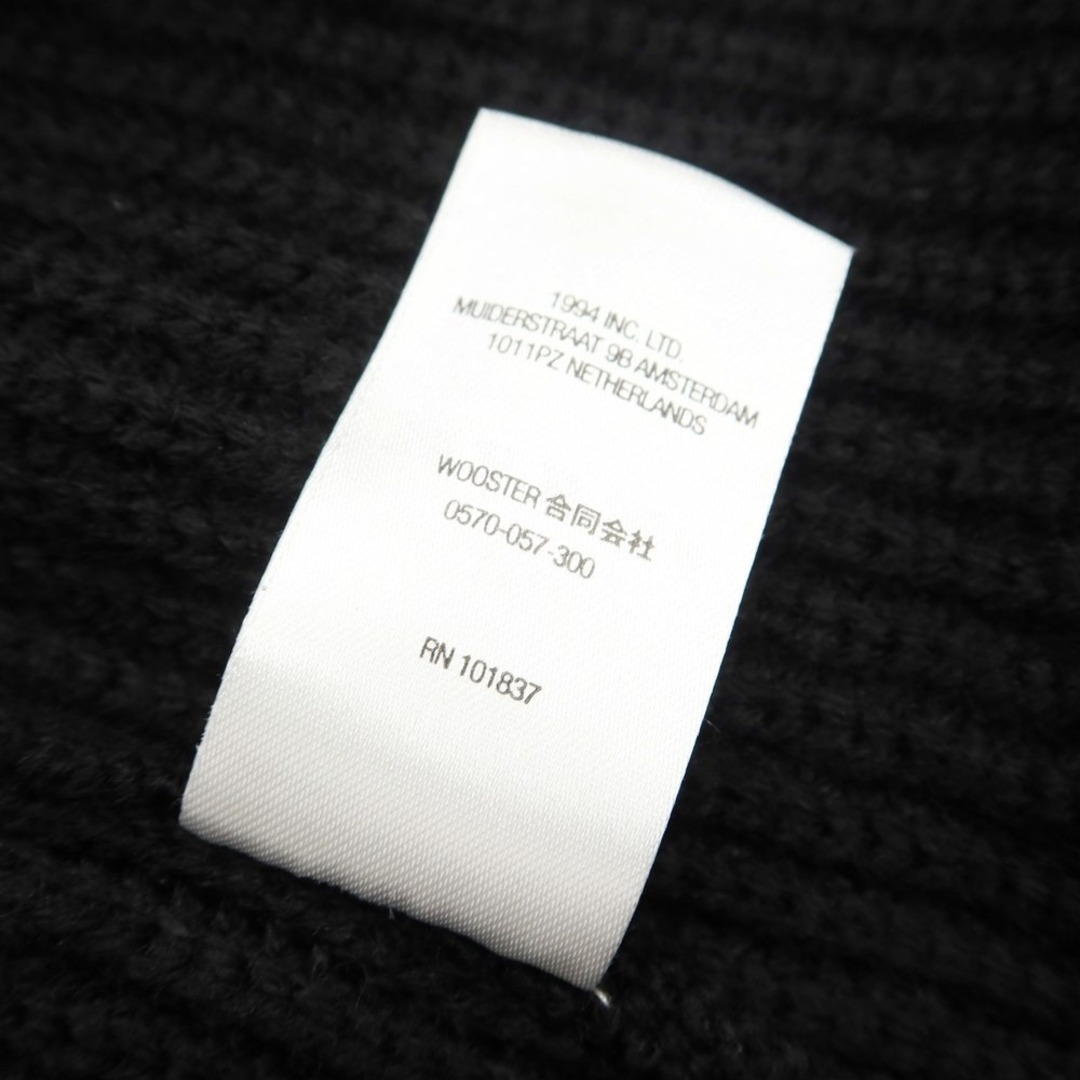 1994 INC. LTD.
MUIDERSTRAAT 9B AMSTERDAM
1011PZ NETHERLANDS
WOOSTER 合同会社
0570-057-300
RN 101837